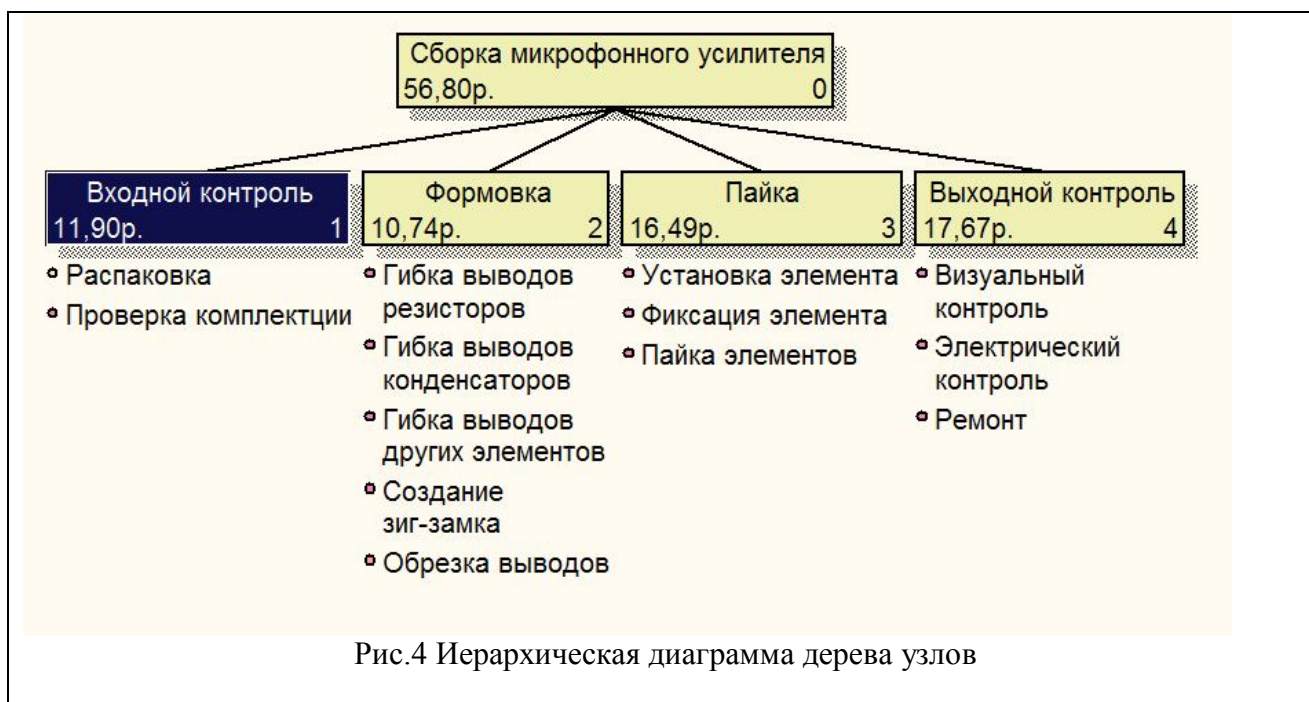 Сборка микрофонного усилителя
56,80р. 0
Входной контроль
11,90р. 1
Формовка
10,74р. 2
Пайка
16,49р. 3
Выходной контроль
17,67р. 4
Распаковка
Проверка комплектции
Гибка выводов
резисторов
Гибка выводов
конденсаторов
Гибка выводов
других элементов
Создание
зиг-замка
Обрезка выводов
Установка элемента
Фиксация элемента
Пайка элементов
Визуальный
контроль
Электрический
контроль
Ремонт
Рис.4 Иерархическая диаграмма дерева узлов